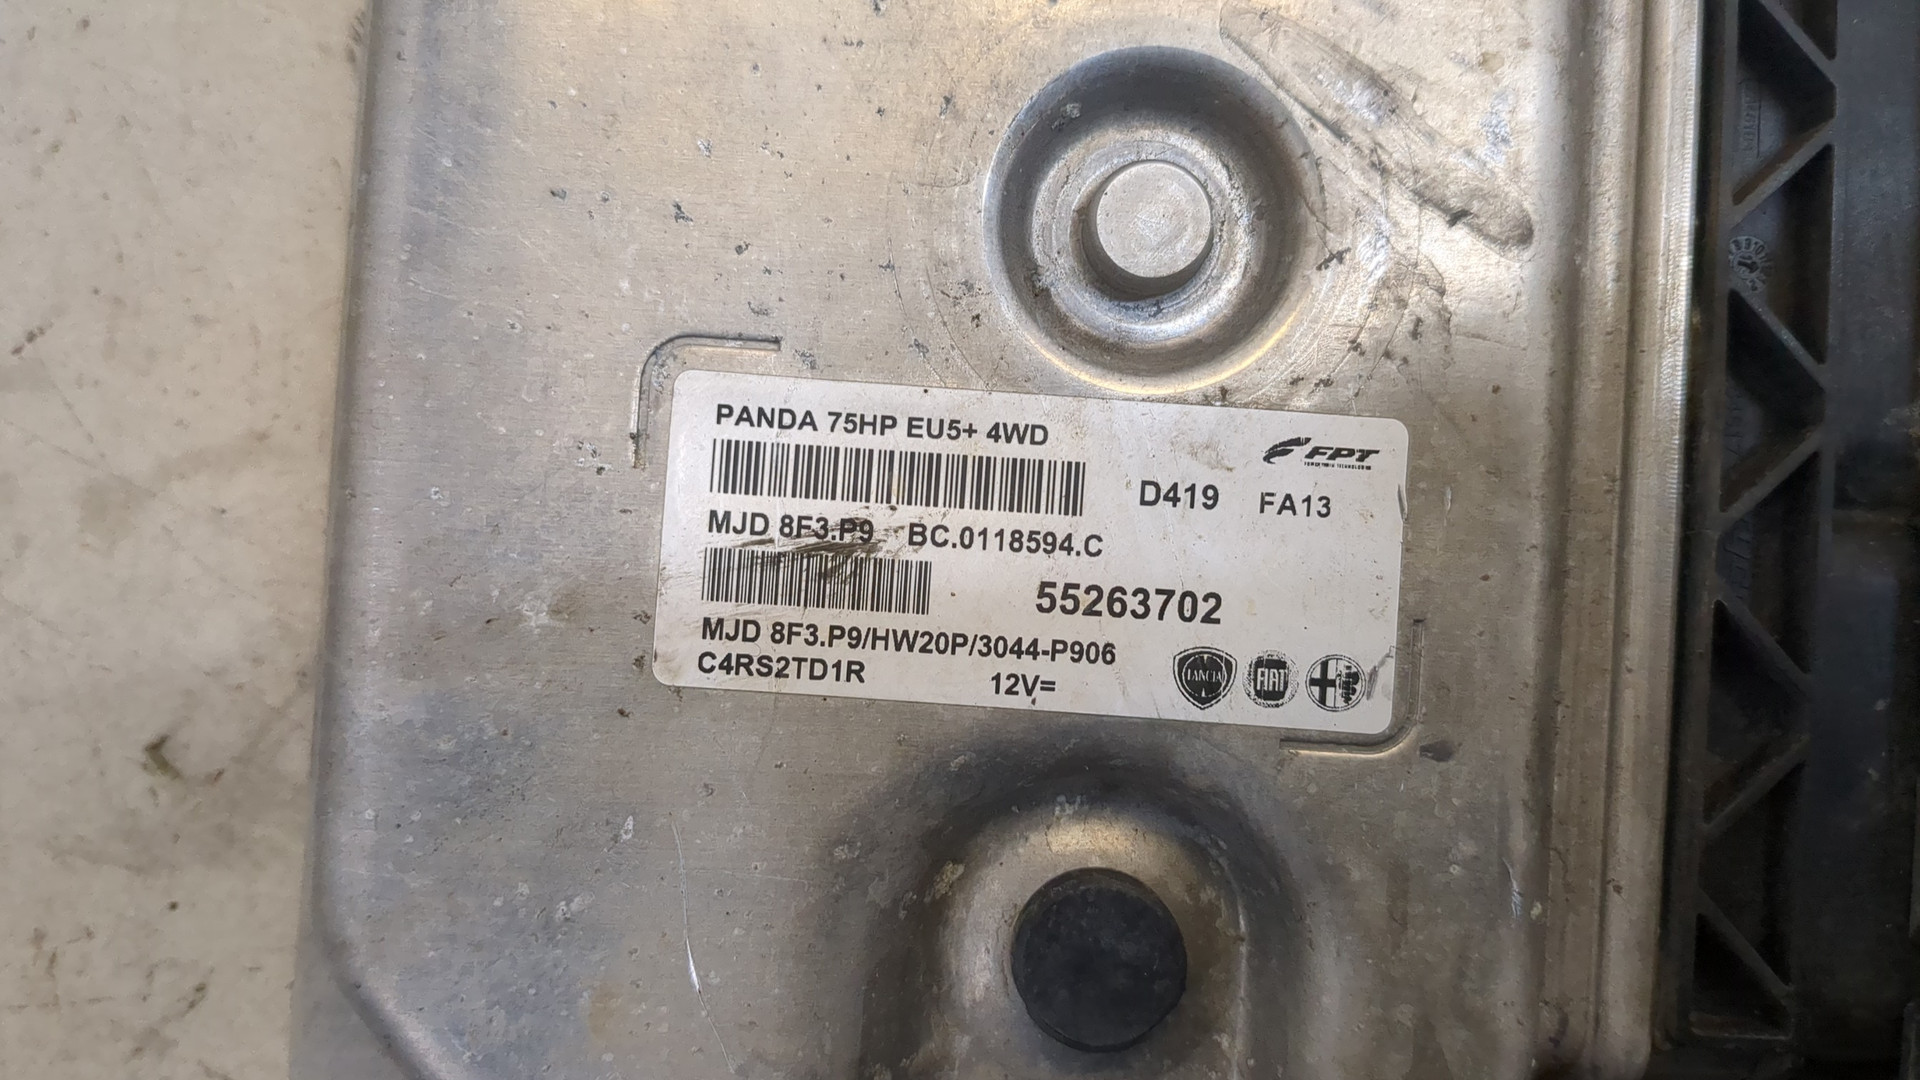 PANDA 75HP EU5+ 4WD
FPT
D419 FA13
MJD 8F3.P9 BC.0118594.C
55263702
MJD 8F3.P9/HW20P/3044-P906
C4RS2TD1R 12V=
LANCIA FIAT